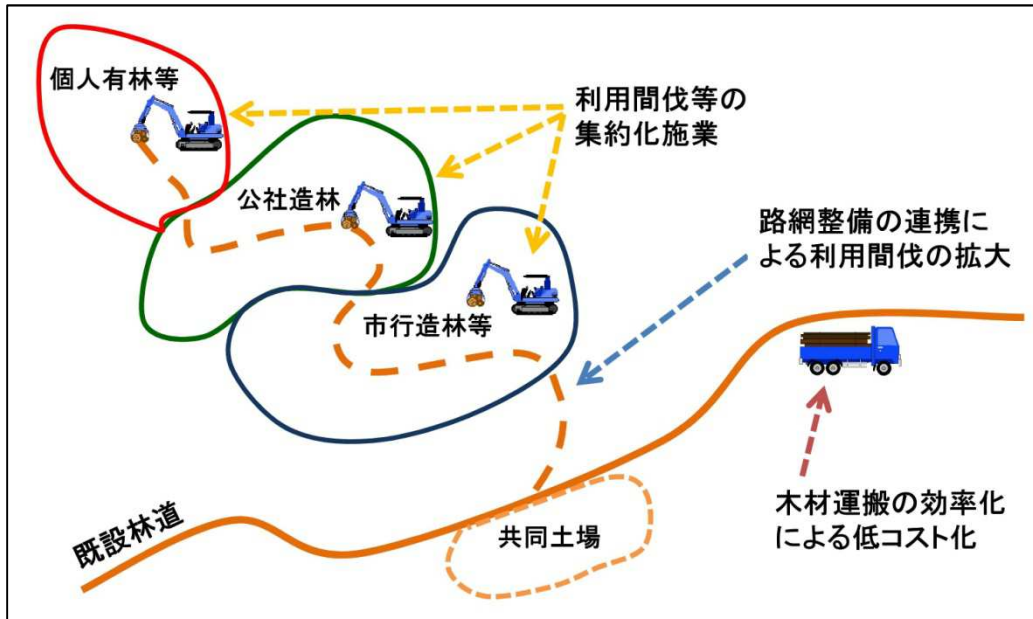 個人有林等
利用間伐等の
集約化施業
公社造林
路網整備の連携に
よる利用間伐の拡大
市行造林等
既設林道
共同土場
木材運搬の効率化
による低コスト化